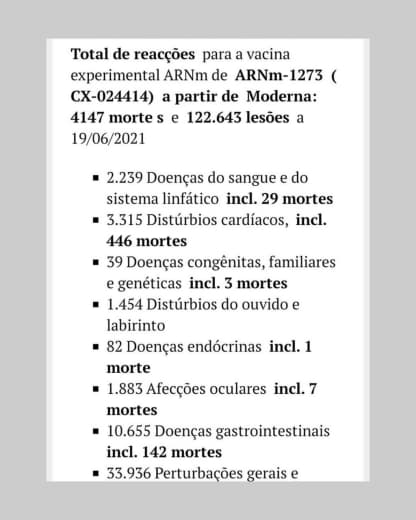 Total de reacções para a vacina
experimental ARNm de ARNm-1273 (
CX-024414) a partir de Moderna:
4147 morte s e 122.643 lesões a
19/06/2021
▪ 2.239 Doenças do sangue e do
sistema linfático incl. 29 mortes
▪ 3.315 Distúrbios cardíacos, incl.
446 mortes
▪ 39 Doenças congênitas, familiares
e genéticas incl. 3 mortes
▪ 1.454 Distúrbios do ouvido e
labirinto
▪ 82 Doenças endócrinas incl. 1
morte
▪ 1.883 Afecções oculares incl. 7
mortes
▪ 10.655 Doenças gastrointestinais
incl. 142 mortes
▪ 33.936 Perturbações gerais e